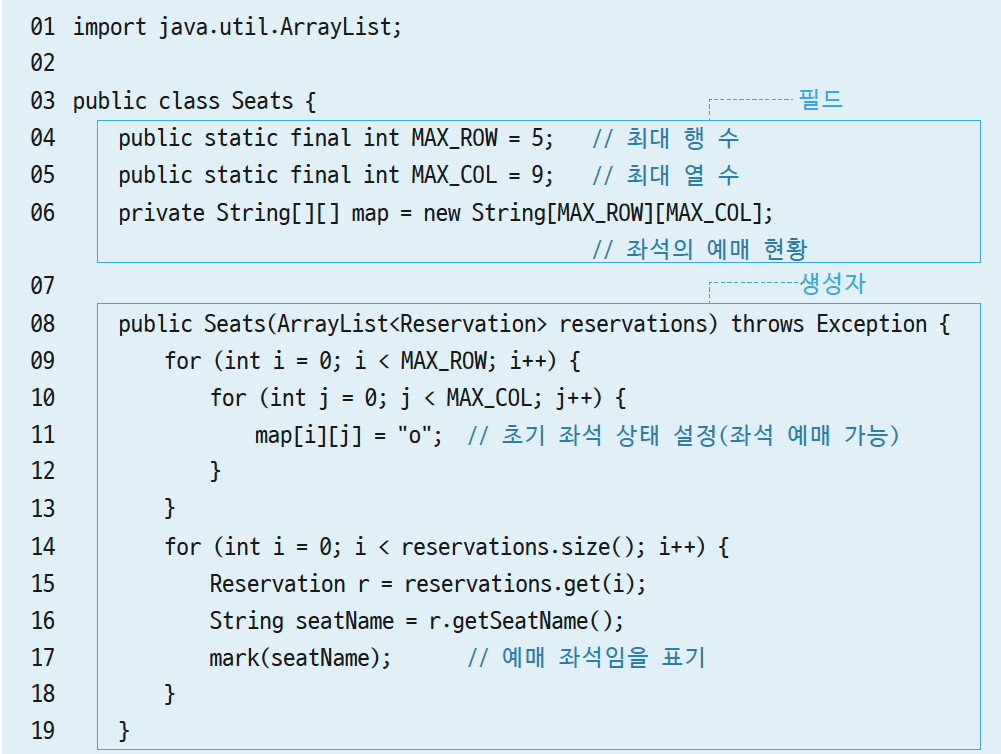 01 import java.util.ArrayList;
02
03 public class Seats {
필드
04     public static final int MAX_ROW = 5;   // 최대 행 수
05     public static final int MAX_COL = 9;   // 최대 열 수
06     private String[][] map = new String[MAX_ROW][MAX_COL];
// 좌석의 예매 현황
07
생성자
08     public Seats(ArrayList<Reservation> reservations) throws Exception {
09         for (int i = 0; i < MAX_ROW; i++) {
10             for (int j = 0; j < MAX_COL; j++) {
11                 map[i][j] = "o";  // 초기 좌석 상태 설정(좌석 예매 가능)
12             }
13         }
14         for (int i = 0; i < reservations.size(); i++) {
15             Reservation r = reservations.get(i);
16             String seatName = r.getSeatName();
17             mark(seatName);       // 예매 좌석임을 표기
18         }
19     }